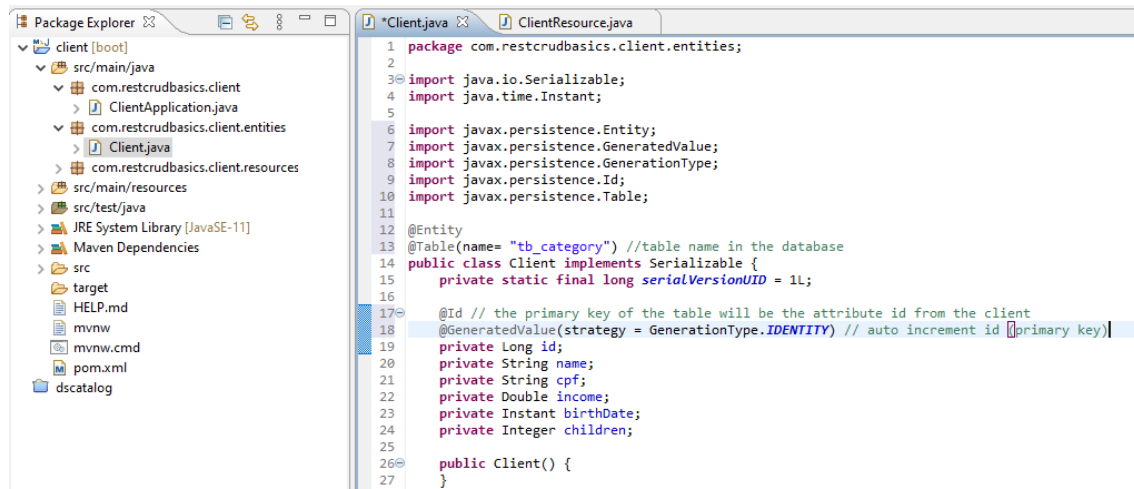 Package Explorer
client [boot]
src/main/java
com.restcrudbasics.client
ClientApplication.java
com.restcrudbasics.client.entities
Client.java
com.restcrudbasics.client.resources
src/main/resources
src/test/java
JRE System Library [JavaSE-11]
Maven Dependencies
src
target
HELP.md
mvnw
mvnw.cmd
pom.xml
dscatalog
*Client.java ClientResource.java
1 package com.restcrudbasics.client.entities;
2
3 import java.io.Serializable;
4 import java.time.Instant;
5
6 import javax.persistence.Entity;
7 import javax.persistence.GeneratedValue;
8 import javax.persistence.GenerationType;
9 import javax.persistence.Id;
10 import javax.persistence.Table;
11
12 @Entity
13 @Table(name= "tb_category") //table name in the database
14 public class Client implements Serializable {
15 private static final long serialVersionUID = 1L;
16
17 @Id // the primary key of the table will be the attribute id from the client
18 @GeneratedValue(strategy = GenerationType.IDENTITY) // auto increment id (primary key)
19 private Long id;
20 private String name;
21 private String cpf;
22 private Double income;
23 private Instant birthDate;
24 private Integer children;
25
26 public Client() {
27 }